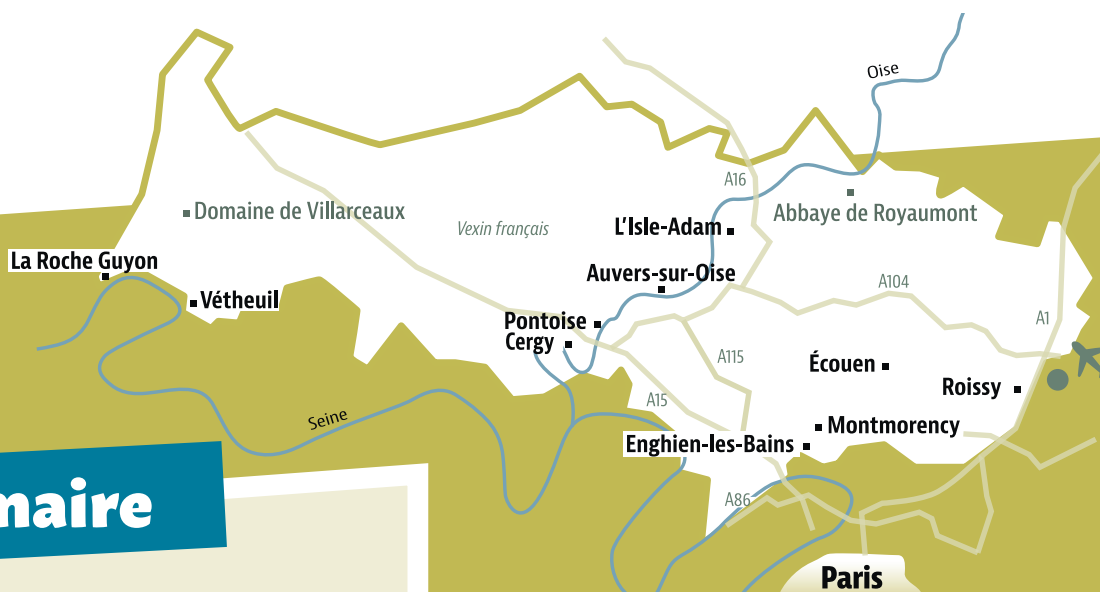 Oise
A16
Domaine de Villarceaux
Abbaye de Royaumont
Vexin français
L'Isle-Adam
La Roche Guyon
Auvers-sur-Oise
A104
Vétheuil
Pontoise
A1
Cergy
A115
Écouen
Roissy
A15
Seine
Montmorency
Enghien-les-Bains
maire
A86
Paris